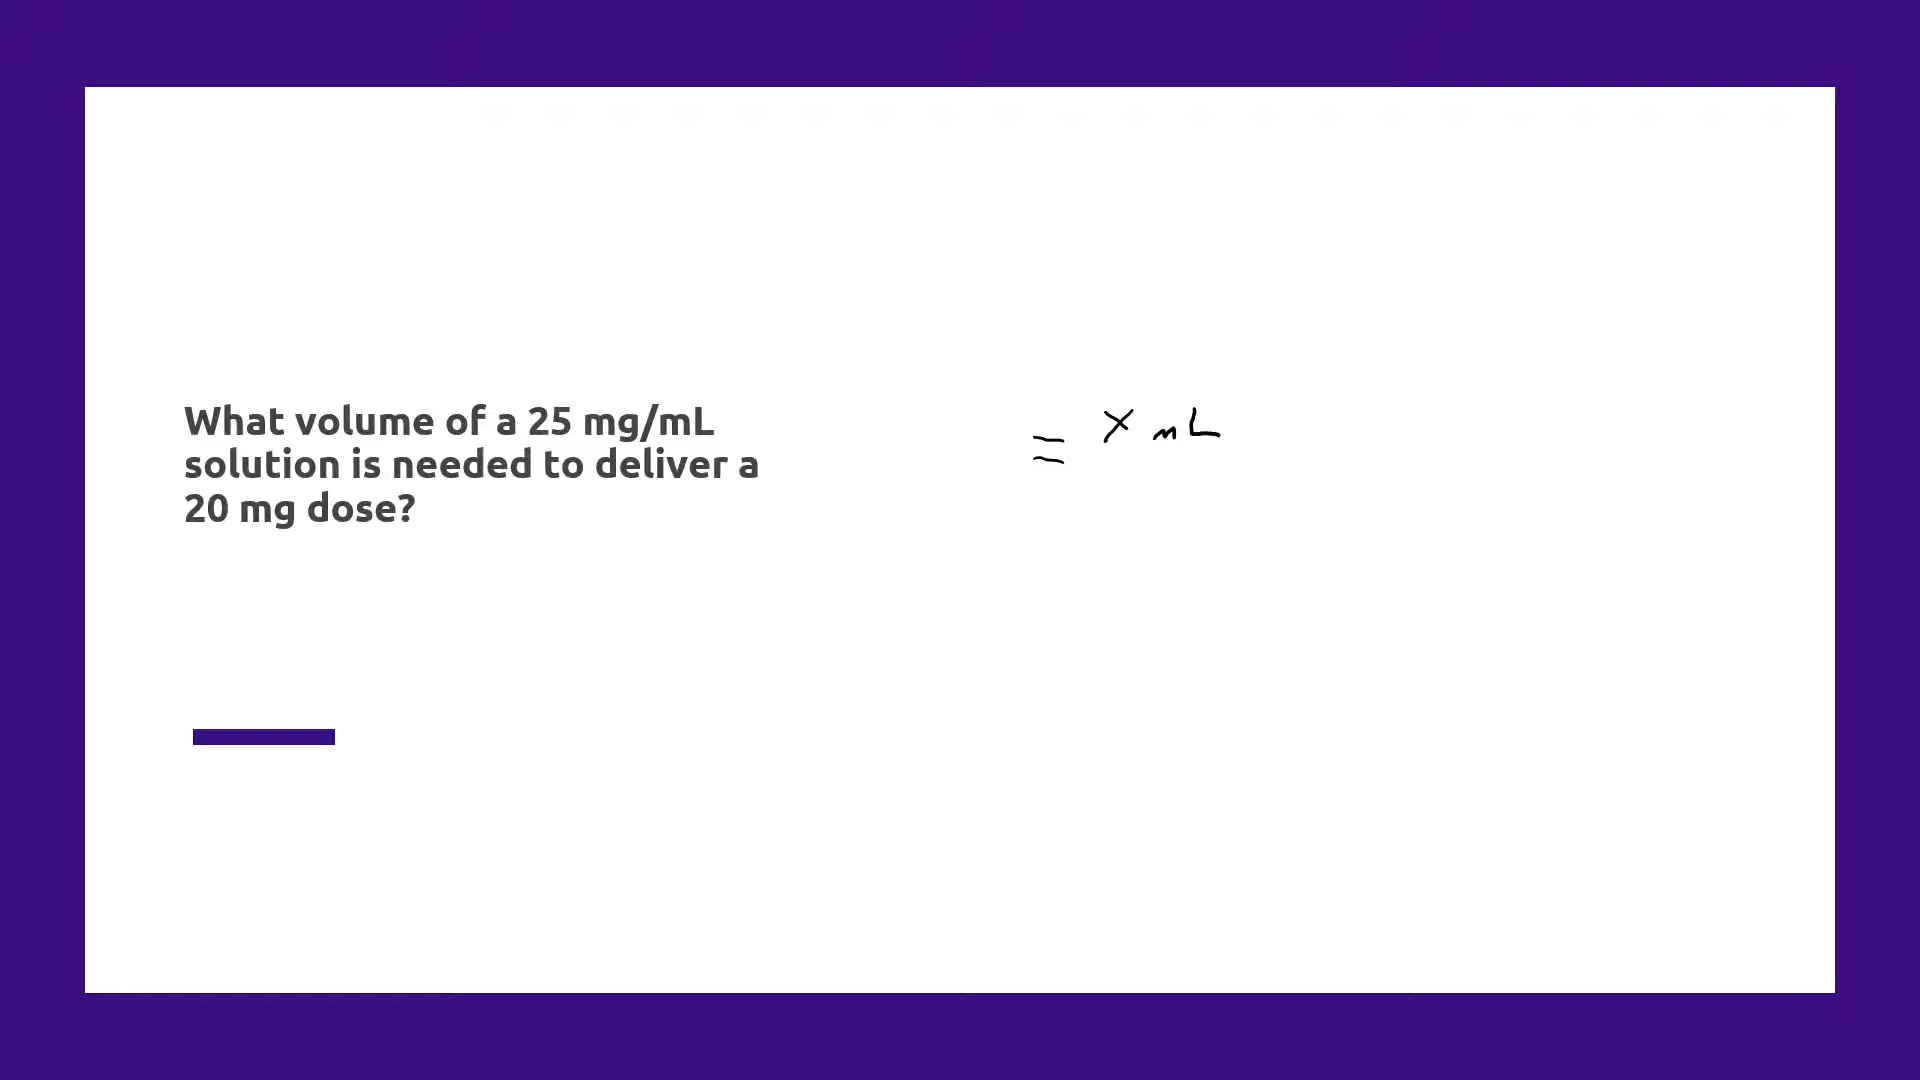 What volume of a 25 mg/mL
solution is needed to deliver a
20 mg dose?
= X mL